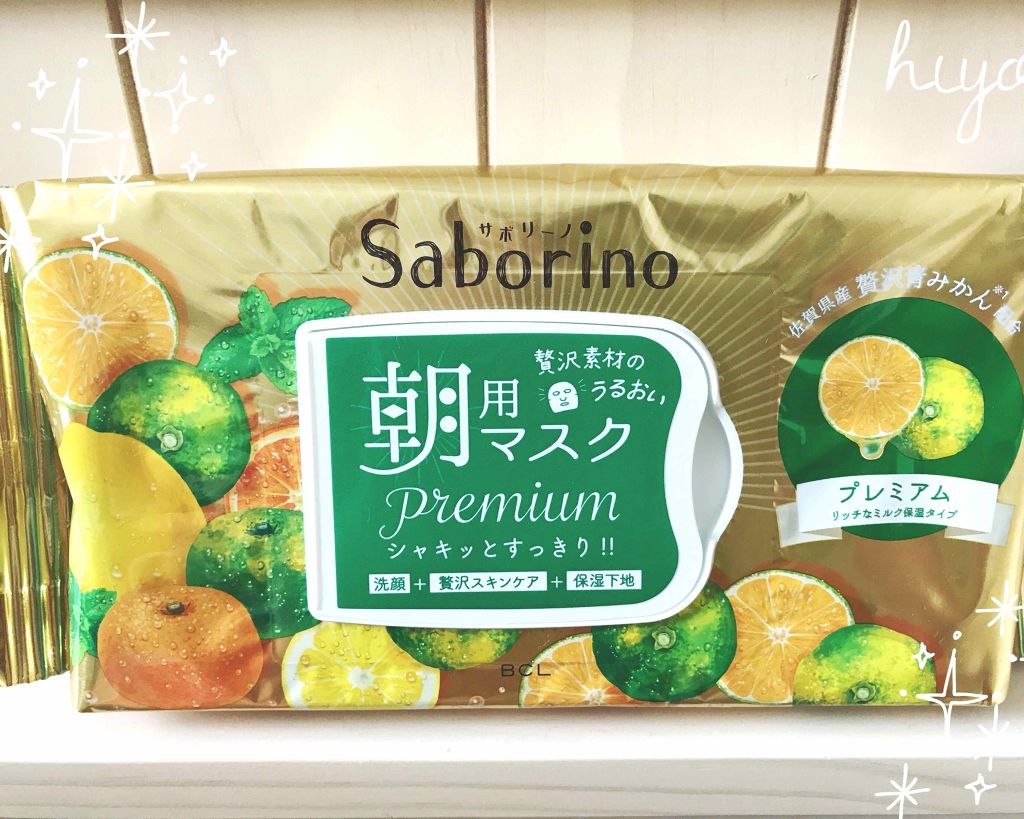 hiyo
サボリーノ
Saborino
贅沢素材の
うるおい
朝用
マスク
premium
シャキッとすっきり!!
洗顔+贅沢スキンケア+保湿下地
BCL
佐賀県産 贅沢青みかん※1配合
プレミアム
リッチなミルク保湿タイプ